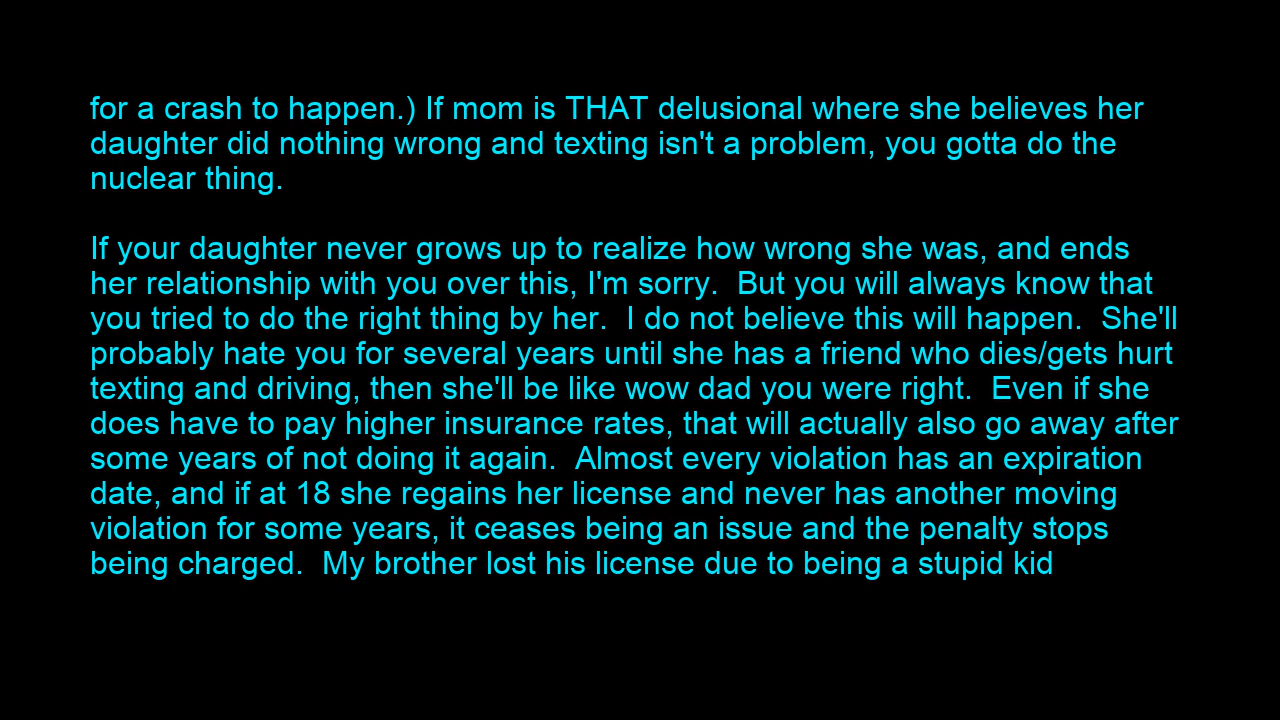 for a crash to happen.) If mom is THAT delusional where she believes her
daughter did nothing wrong and texting isn't a problem, you gotta do the
nuclear thing.
If your daughter never grows up to realize how wrong she was, and ends
her relationship with you over this, I'm sorry.  But you will always know that
you tried to do the right thing by her.  I do not believe this will happen.  She'll
probably hate you for several years until she has a friend who dies/gets hurt
texting and driving, then she'll be like wow dad you were right.  Even if she
does have to pay higher insurance rates, that will actually also go away after
some years of not doing it again.  Almost every violation has an expiration
date, and if at 18 she regains her license and never has another moving
violation for some years, it ceases being an issue and the penalty stops
being charged.  My brother lost his license due to being a stupid kid